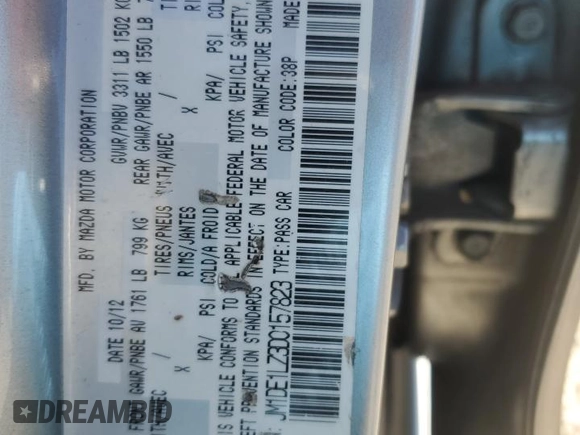 MFD. BY MAZDA MOTOR CORPORATION
DATE 10/12 GVWR/PNBV 3311 LB 1502
GAWR/PNBE AV 1761 LB 799 KG REAR GAWR/PNBE AR 1550 LB
TIRES/PNEUS WITH/AVEC
X RIMS/JANTES X
KPA/ PSI COLD/A FROID KPA/ PSI
IS VEHICLE CONFORMS TO APPLICABLE FEDERAL MOTOR VEHICLE SAFETY,
PREVENTION STANDARDS IN EFFECT ON THE DATE OF MANUFACTURE SHOWN
JM1DE1LZ3D0157823 TYPE:PASS CAR COLOR CODE:38P MADE
DREAMBID